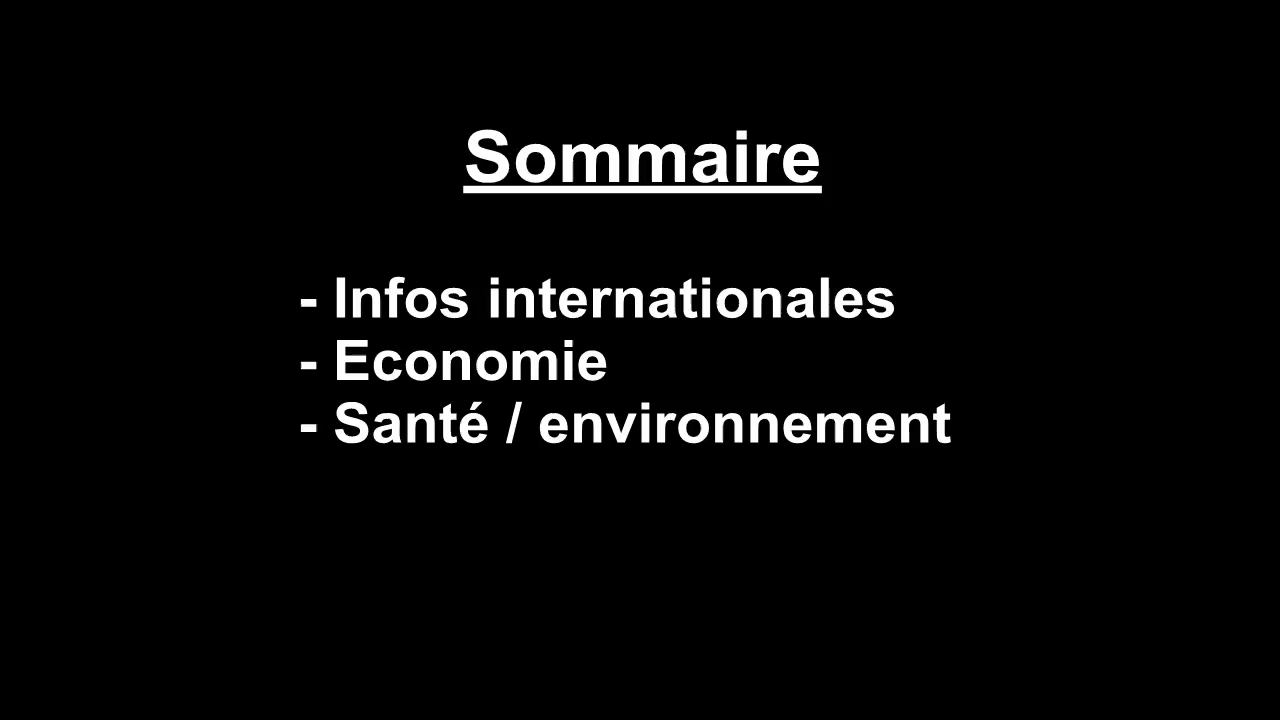 Sommaire
- Infos internationales
- Economie
- Santé / environnement